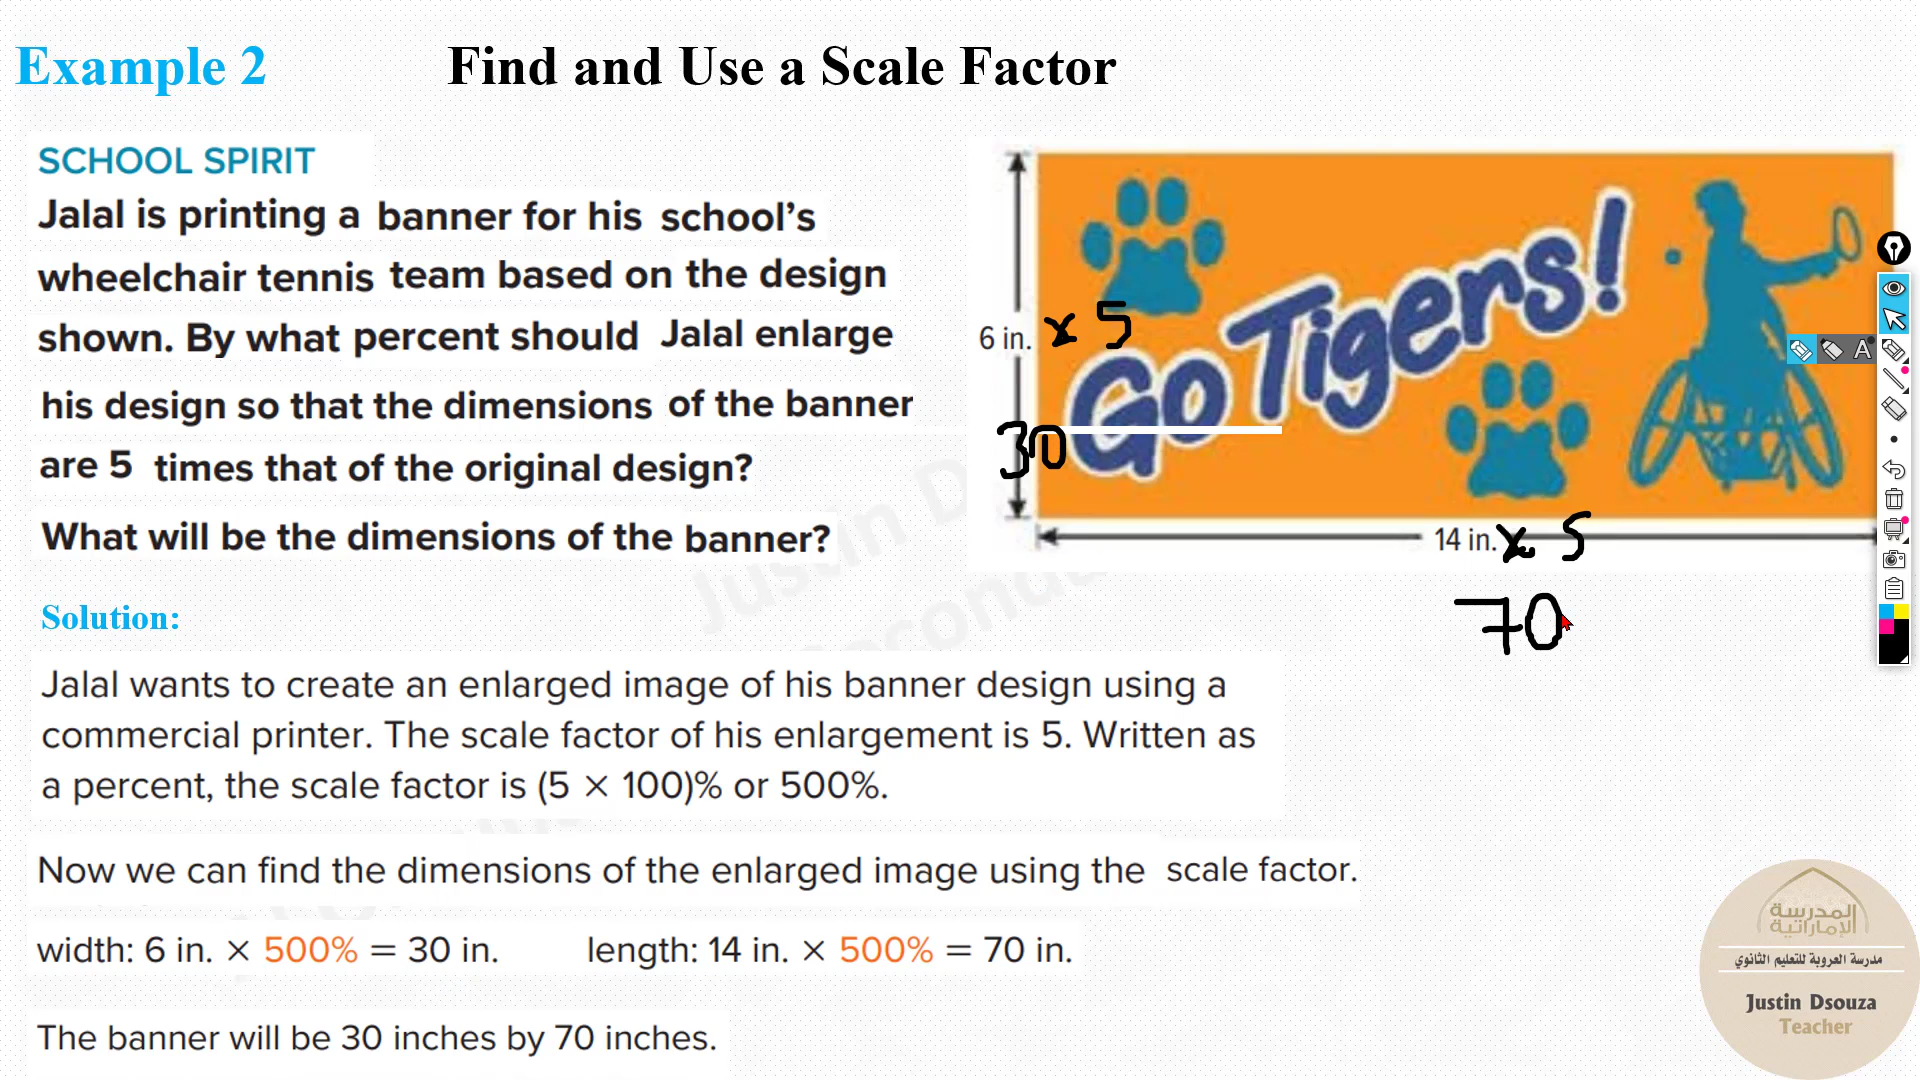 Example 2
Find and Use a Scale Factor
SCHOOL SPIRIT
Jalal is printing a banner for his school's
wheelchair tennis team based on the design
shown. By what percent should Jalal enlarge
his design so that the dimensions of the banner
are 5 times that of the original design?
What will be the dimensions of the banner?
Go Tigers!
6 in. x 5
30
14 in. x 5
70
Solution:
Jalal wants to create an enlarged image of his banner design using a
commercial printer. The scale factor of his enlargement is 5. Written as
a percent, the scale factor is (5 × 100)% or 500%.
Now we can find the dimensions of the enlarged image using the scale factor.
width: 6 in. × 500% = 30 in.
length: 14 in. × 500% = 70 in.
The banner will be 30 inches by 70 inches.
A
المدرسة
الإماراتية
مدرسة العروبة للتعليم الثانوي
Justin Dsouza
Teacher